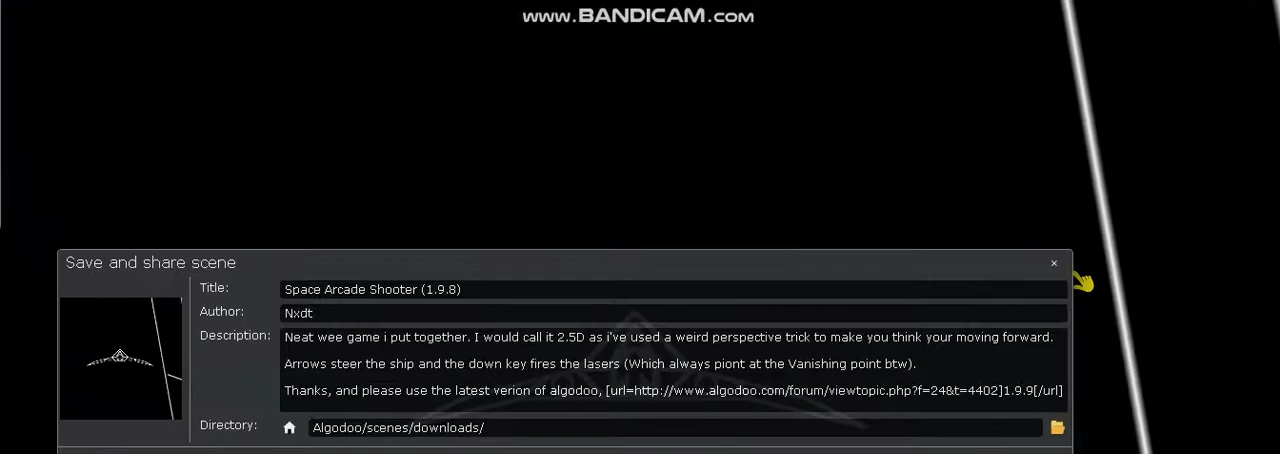 www.BANDICAM.com
Save and share scene
×
Title: Space Arcade Shooter (1.9.8)
Author: Nxdt
Description: Neat wee game i put together. I would call it 2.5D as i've used a weird perspective trick to make you think your moving forward.
Arrows steer the ship and the down key fires the lasers (Which always piont at the Vanishing point btw).
Thanks, and please use the latest verion of algodoo, [url=http://www.algodoo.com/forum/viewtopic.php?f=24&t=4402]1.9.9[/url]
Directory: Algodoo/scenes/downloads/